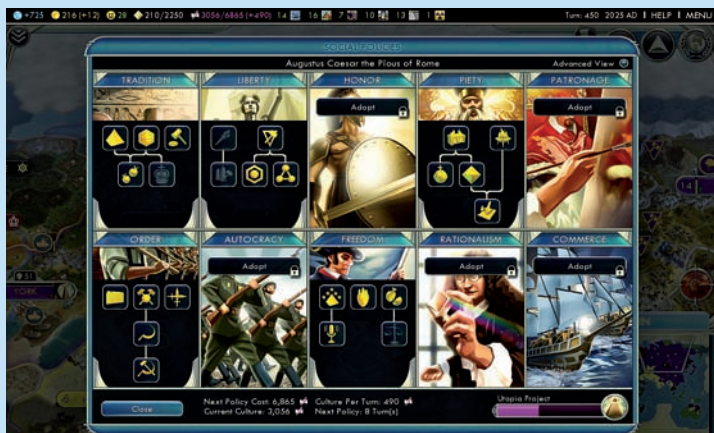 +725 216 (+12) 28 210/2250 3056/6865 (+490) 14 16 7 10 13 1 Turn: 450 2025 AD | HELP | MENU
SOCIAL POLICIES
Augustus Caesar the Pious of Rome Advanced View
TRADITION LIBERTY HONOR PIETY PATRONAGE
Adopt Adopt
ORDER AUTOCRACY FREEDOM RATIONALISM COMMERCE
Adopt Adopt Adopt
51
YORK
14
6
Close
Next Policy Cost: 6,865 Culture Per Turn: 490
Current Culture: 3,056 Next Policy: 8 Turn(s)
Utopia Project